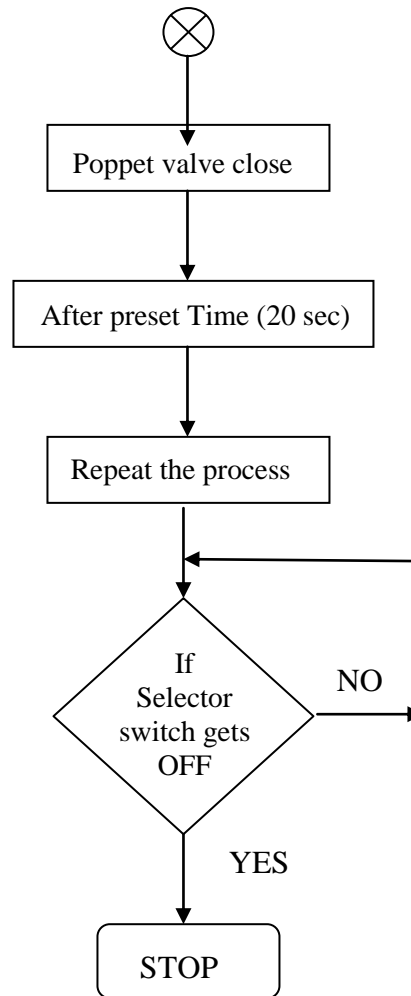 Poppet valve close
After preset Time (20 sec)
Repeat the process
If
Selector
switch gets
OFF
NO
YES
STOP